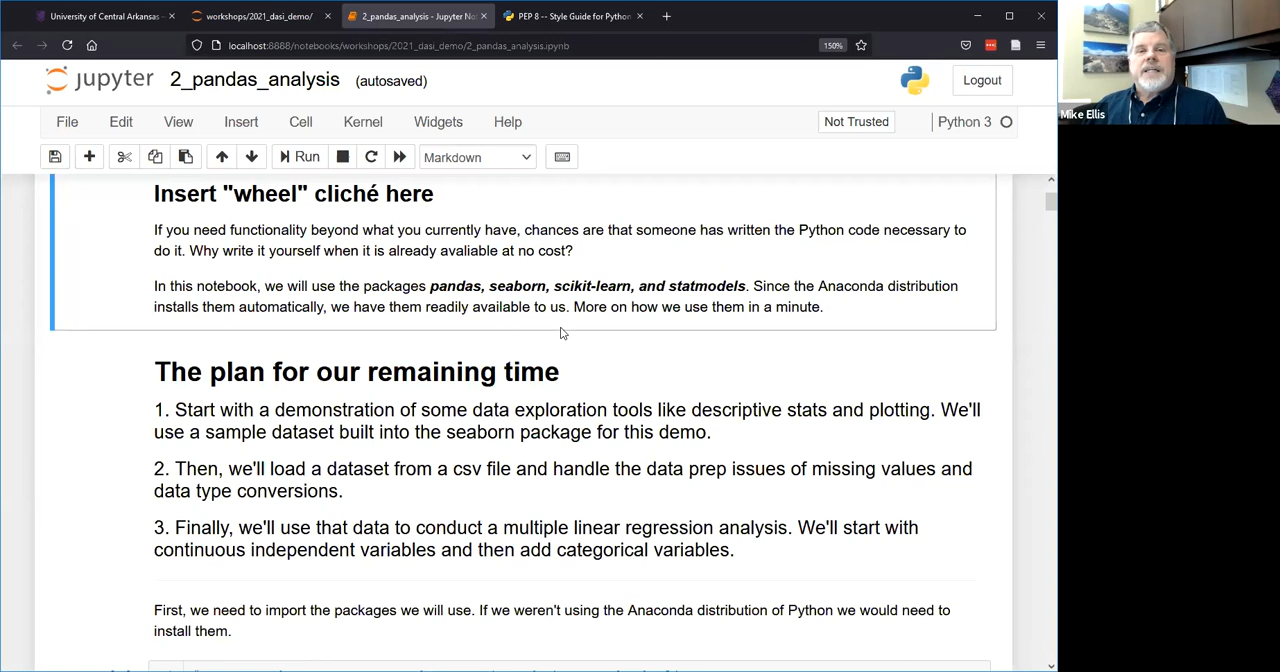 University of Central Arkansas
workshops/2021_dasi_demo/
2_pandas_analysis - Jupyter No
PEP 8 -- Style Guide for Python
localhost:8888/notebooks/workshops/2021_dasi_demo/2_pandas_analysis.ipynb
150%
jupyter 2_pandas_analysis (autosaved)
Logout
File Edit View Insert Cell Kernel Widgets Help
Not Trusted
Python 3
Run
Markdown
Mike Ellis
Insert "wheel" cliché here
If you need functionality beyond what you currently have, chances are that someone has written the Python code necessary to
do it. Why write it yourself when it is already avaliable at no cost?
In this notebook, we will use the packages pandas, seaborn, scikit-learn, and statmodels. Since the Anaconda distribution
installs them automatically, we have them readily available to us. More on how we use them in a minute.
The plan for our remaining time
1. Start with a demonstration of some data exploration tools like descriptive stats and plotting. We'll
use a sample dataset built into the seaborn package for this demo.
2. Then, we'll load a dataset from a csv file and handle the data prep issues of missing values and
data type conversions.
3. Finally, we'll use that data to conduct a multiple linear regression analysis. We'll start with
continuous independent variables and then add categorical variables.
First, we need to import the packages we will use. If we weren't using the Anaconda distribution of Python we would need to
install them.